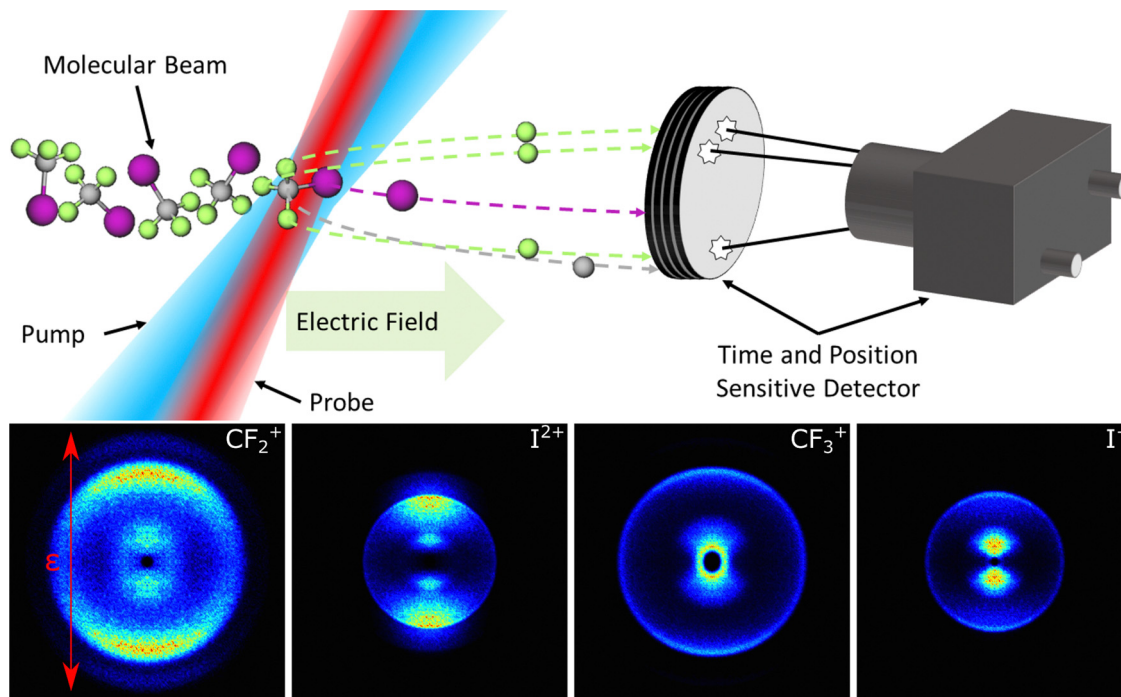 Molecular Beam
Pump
Electric Field
Probe
Time and Position
Sensitive Detector
CF₂⁺
I²⁺
CF₃⁺
I⁺
ε